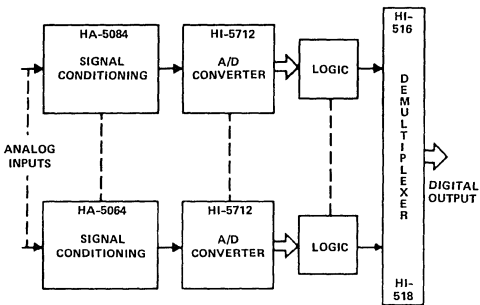 HA-5084
SIGNAL
CONDITIONING
HI-5712
A/D
CONVERTER
LOGIC
HI-
516
DEMULTIPLEXER
ANALOG
INPUTS
DIGITAL
OUTPUT
HA-5064
SIGNAL
CONDITIONING
HI-5712
A/D
CONVERTER
LOGIC
HI-
518